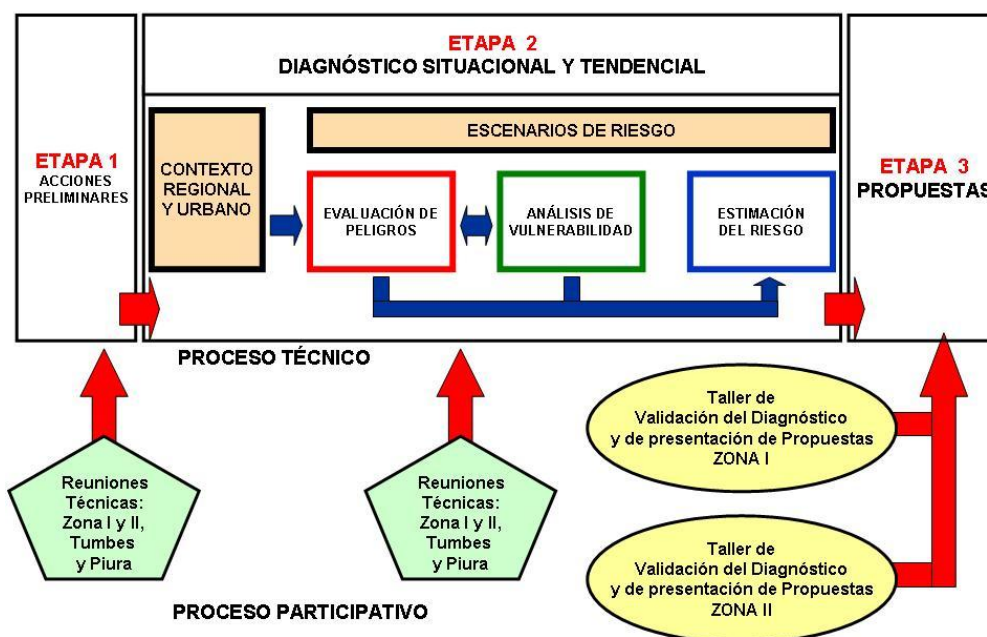 ETAPA 1
ACCIONES
PRELIMINARES
ETAPA 2
DIAGNÓSTICO SITUACIONAL Y TENDENCIAL
CONTEXTO
REGIONAL
Y URBANO
ESCENARIOS DE RIESGO
EVALUACIÓN DE
PELIGROS
ANÁLISIS DE
VULNERABILIDAD
ESTIMACIÓN
DEL RIESGO
ETAPA 3
PROPUESTAS
PROCESO TÉCNICO
Reuniones
Técnicas:
Zona I y II,
Tumbes
y Piura
Reuniones
Técnicas:
Zona I y II,
Tumbes
y Piura
Taller de
Validación del Diagnóstico
y de presentación de Propuestas
ZONA I
Taller de
Validación del Diagnóstico
y de presentación de Propuestas
ZONA II
PROCESO PARTICIPATIVO